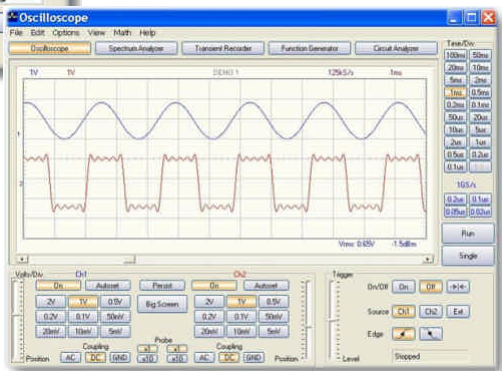 Oscilloscope
File Edit Options View Math Help
Oscilloscope Spectrum Analyzer Transient Recorder Function Generator Circuit Analyzer
Time/Div
1V 1V DEMO 1 125kS/s 1ms
100ms 50ms
20ms 10ms
5ms 2ms
1ms 0.5ms
0.2ms 0.1ms
50us 20us
10us 5us
2us 1us
0.5us 0.2us
0.1us
1
2
1GS/s
0.2us 0.1us
0.05us 0.02us
Vrms: 0.69V -1.5dBm
Run
Single
Volts/Div. Ch1 Ch2 Trigger
On Autoset Persist On Autoset
On/Off On Off
2V 1V 0.5V Big Screen 2V 1V 0.5V
0.2V 0.1V 50mV 0.2V 0.1V 50mV
Source Ch1 Ch2 Ext
20mV 10mV 5mV 20mV 10mV 5mV
Edge
Coupling Probe Coupling
x1 x1
Position AC DC GND x10 x10 AC DC GND Position
Level Stopped